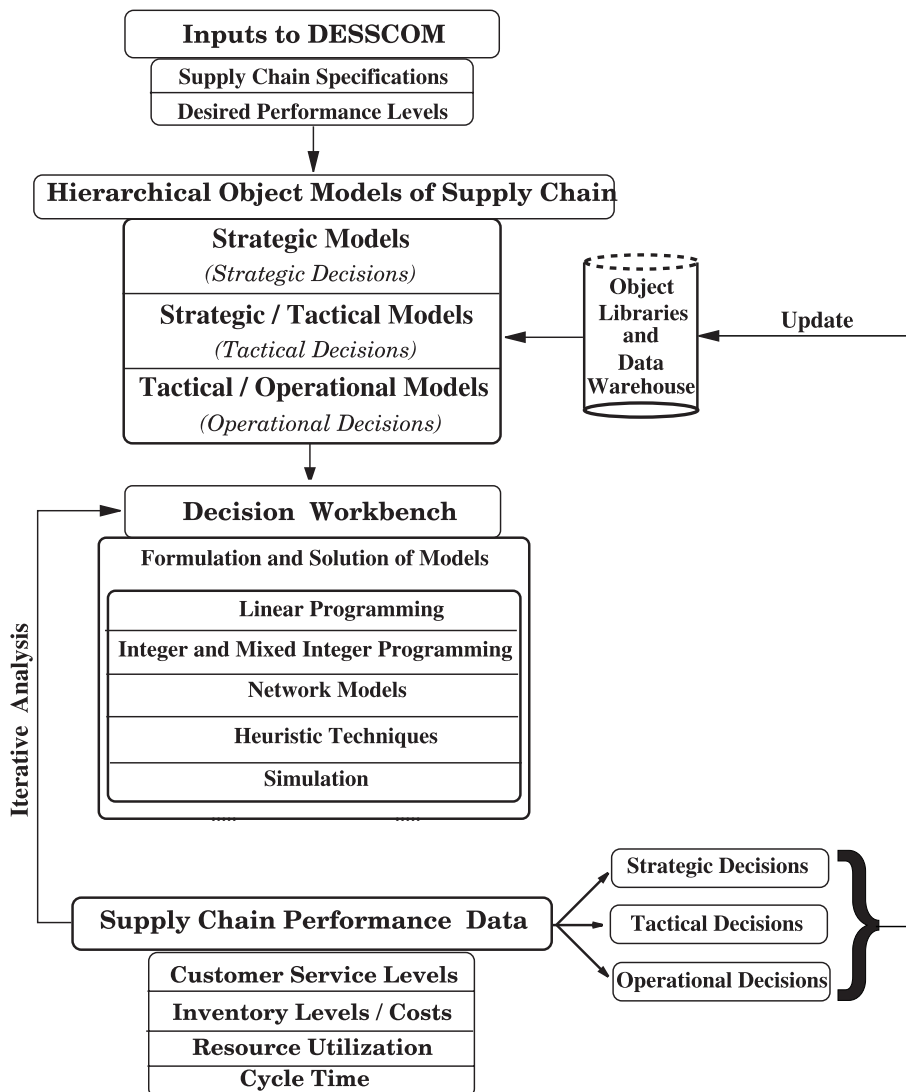 Inputs to DESSCOM
Supply Chain Specifications
Desired Performance Levels
Hierarchical Object Models of Supply Chain
Strategic Models
(Strategic Decisions)
Strategic / Tactical Models
(Tactical Decisions)
Tactical / Operational Models
(Operational Decisions)
Object
Libraries
and
Data
Warehouse
Update
Decision Workbench
Formulation and Solution of Models
Linear Programming
Integer and Mixed Integer Programming
Network Models
Heuristic Techniques
Simulation
..... .....
Iterative Analysis
Supply Chain Performance Data
Customer Service Levels
Inventory Levels / Costs
Resource Utilization
Cycle Time
Strategic Decisions
Tactical Decisions
Operational Decisions